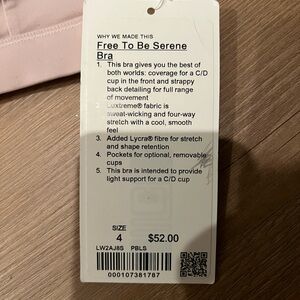 WHY WE MADE THIS
Free To Be Serene
Bra
1. This bra gives you the best of
both worlds: coverage for a C/D
cup in the front and strappy
back detailing for full range
of movement
2. Luxtreme® fabric is
sweat-wicking and four-way
stretch with a cool, smooth
feel
3. Added Lycra® fibre for stretch
and shape retention
4. Pockets for optional, removable
cups
5. This bra is intended to provide
light support for a C/D cup
SIZE
4 $52.00
LW2AJ8S PBLS
000107381787